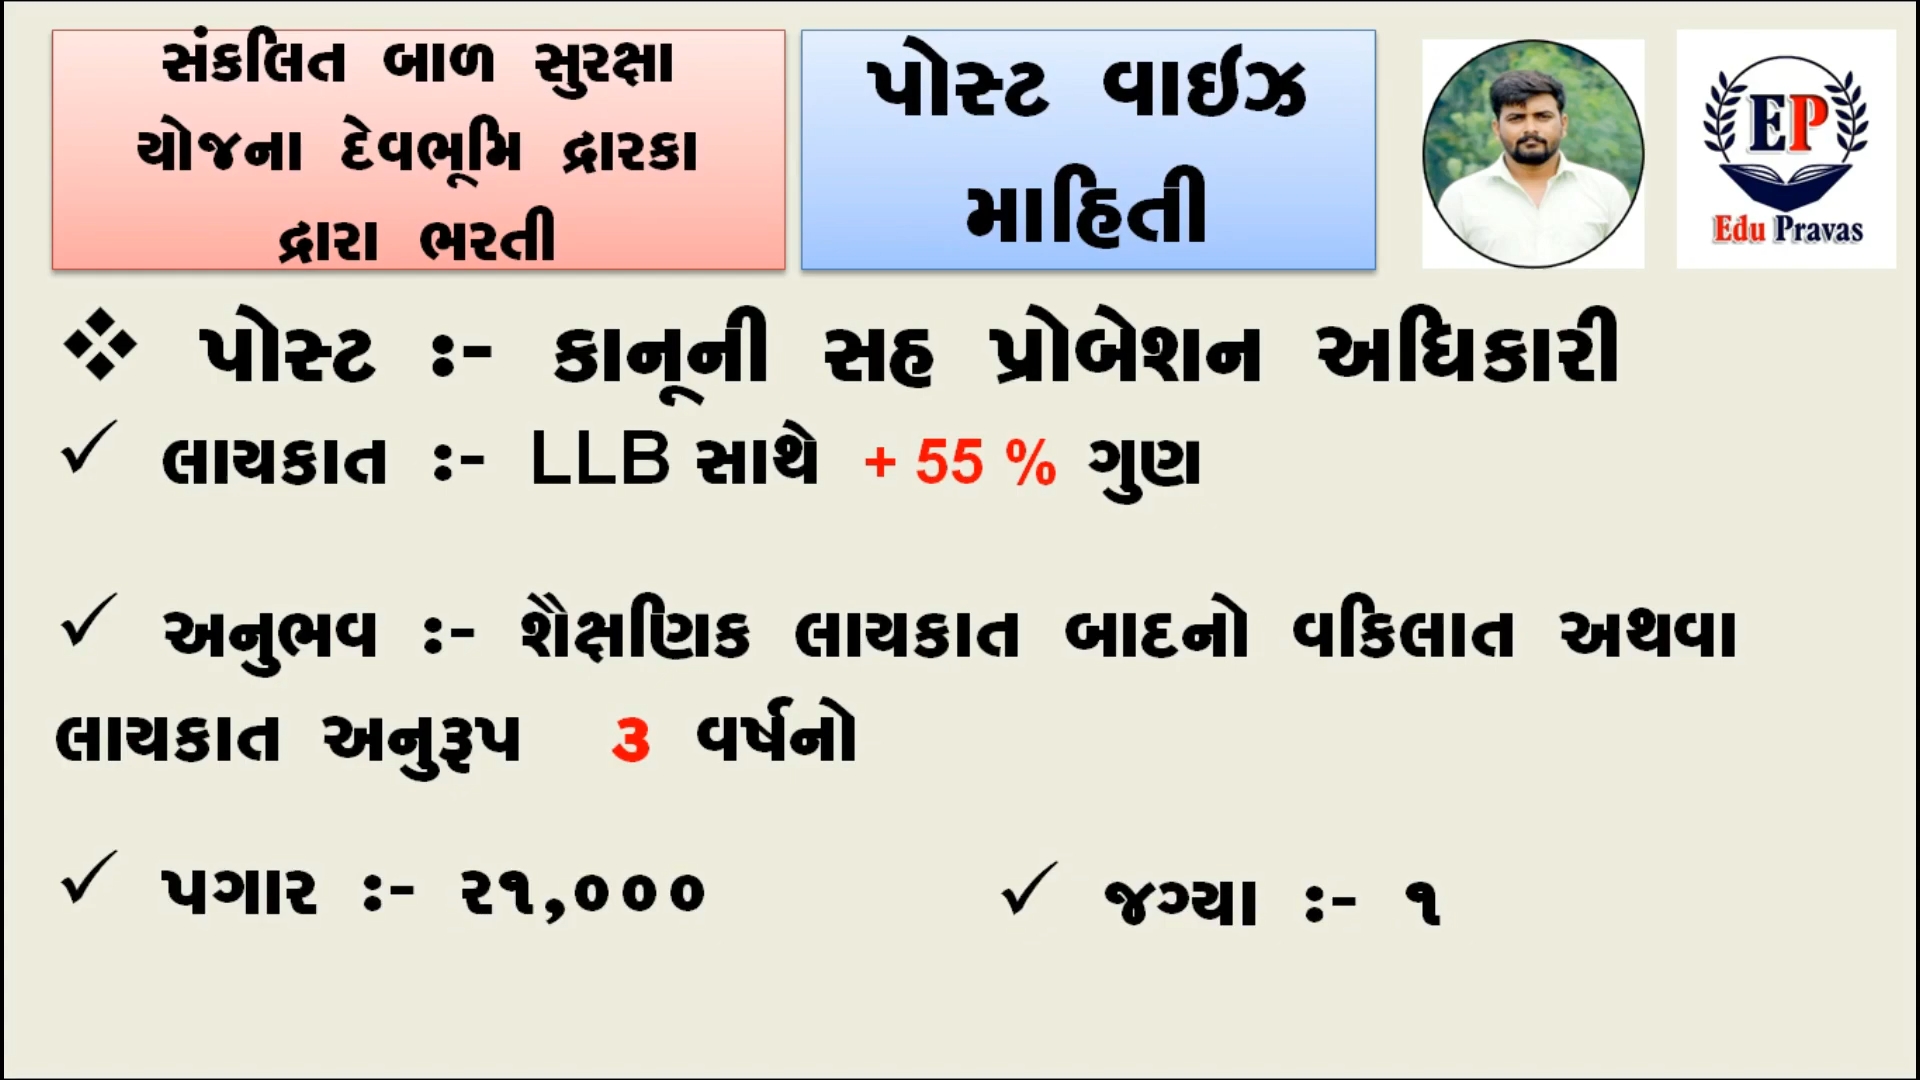 સંકલિત બાળ સુરક્ષા
યોજના દેવભૂમિ દ્વારકા
દ્વારા ભરતી
પોસ્ટ વાઈઝ
માહિતી
EP
Edu Pravas
❖ પોસ્ટ :- કાનૂની સહ પ્રોબેશન અધિકારી
✓ લાયકાત :- LLB સાથે + 55 % ગુણ
✓ અનુભવ :- શૈક્ષણિક લાયકાત બાદનો વકિલાત અથવા
લાયકાત અનુરૂપ ૩ વર્ષનો
✓ પગાર :- ૨૧,૦૦૦
✓ જગ્યા :- ૧